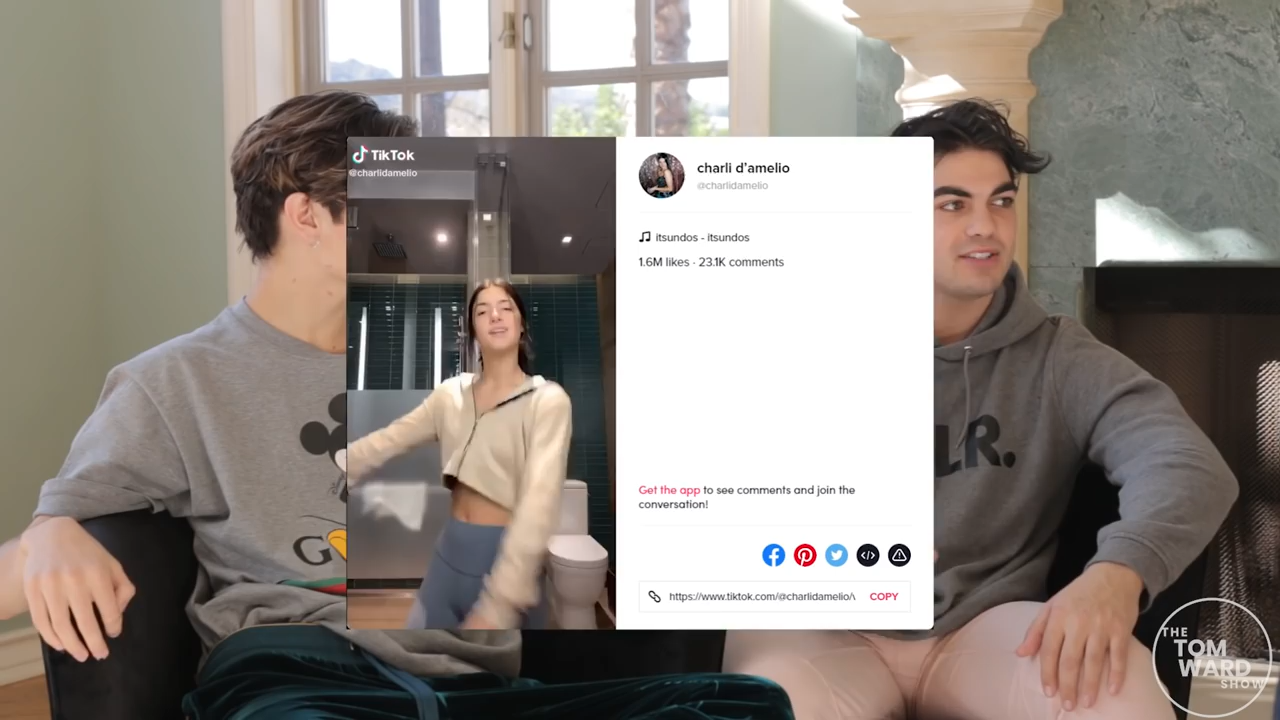 TikTok
@charlidamelio
charli d'amelio
@charlidamelio
itsundos - itsundos
1.6M likes · 23.1K comments
Get the app to see comments and join the
conversation!
https://www.tiktok.com/@charlidamelio/v
COPY
LR.
THE
TOM
WARD
SHOW